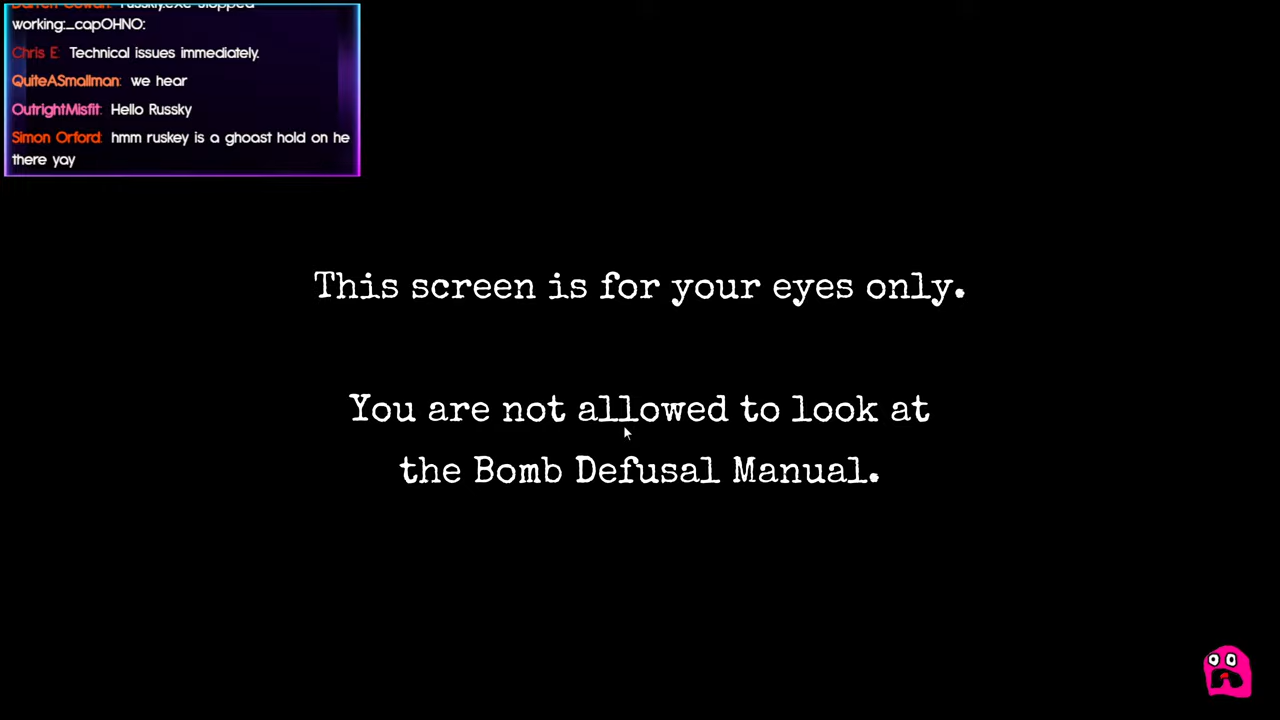 working:_capOHNO:
Chris E: Technical issues immediately.
QuiteASmallman: we hear
OutrightMisfit: Hello Russky
Simon Orford: hmm ruskey is a ghoast hold on he
there yay
This screen is for your eyes only.
You are not allowed to look at
the Bomb Defusal Manual.